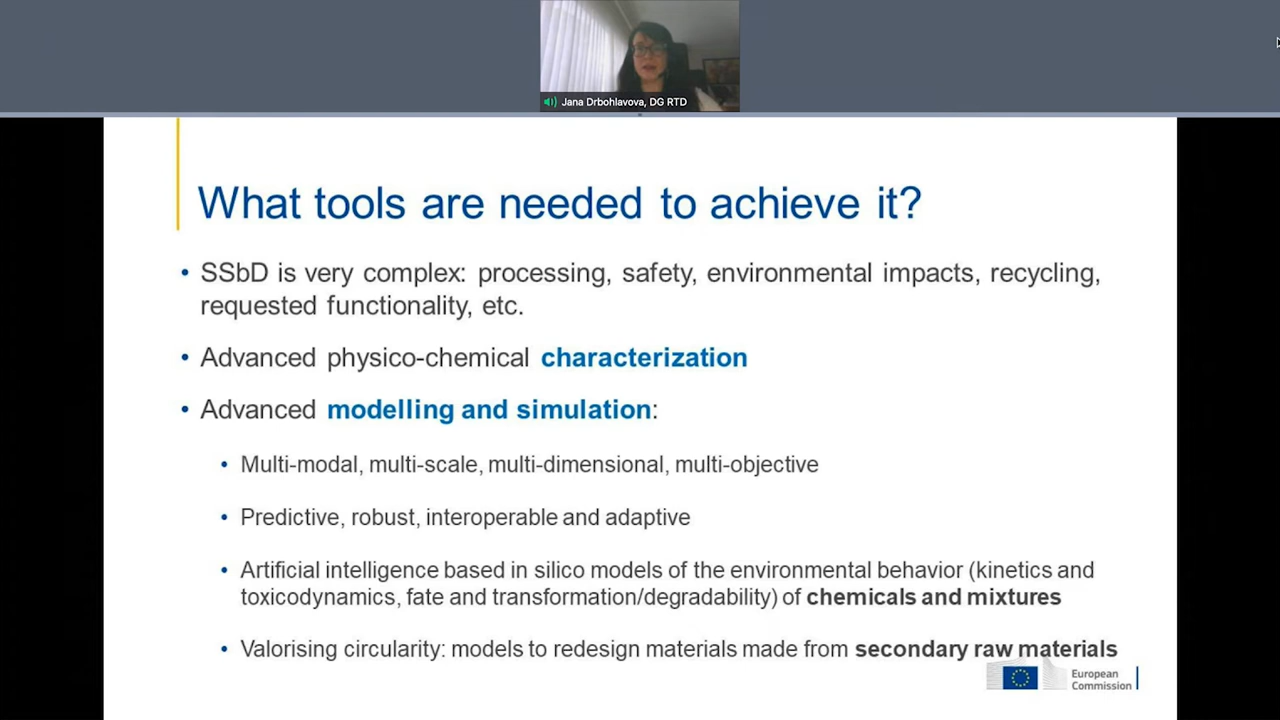 Jana Drbohlavova, DG RTD
What tools are needed to achieve it?
• SSbD is very complex: processing, safety, environmental impacts, recycling,
requested functionality, etc.
• Advanced physico-chemical characterization
• Advanced modelling and simulation:
• Multi-modal, multi-scale, multi-dimensional, multi-objective
• Predictive, robust, interoperable and adaptive
• Artificial intelligence based in silico models of the environmental behavior (kinetics and
toxicodynamics, fate and transformation/degradability) of chemicals and mixtures
• Valorising circularity: models to redesign materials made from secondary raw materials
European
Commission